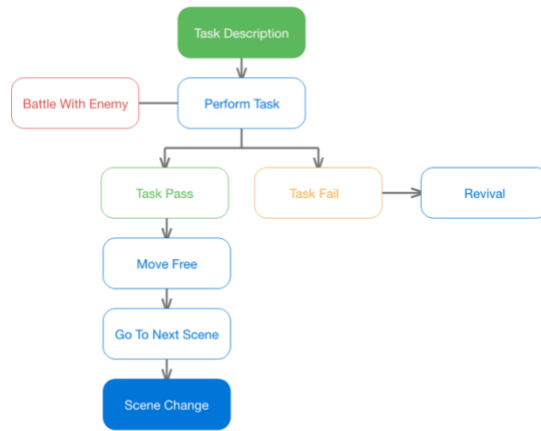 Task Description
Battle With Enemy
Perform Task
Task Pass
Task Fail
Revival
Move Free
Go To Next Scene
Scene Change